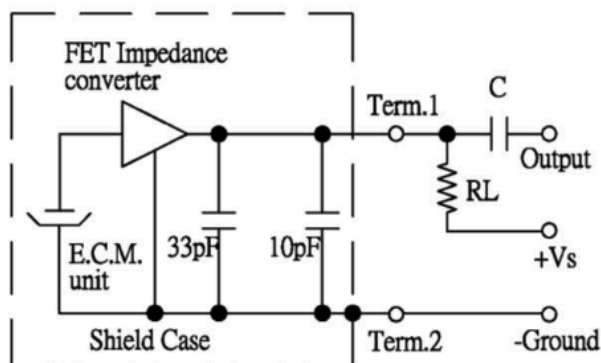 FET Impedance
converter
Term.1
C
Output
RL
33pF
10pF
+Vs
E.C.M.
unit
Shield Case
Term.2
-Ground